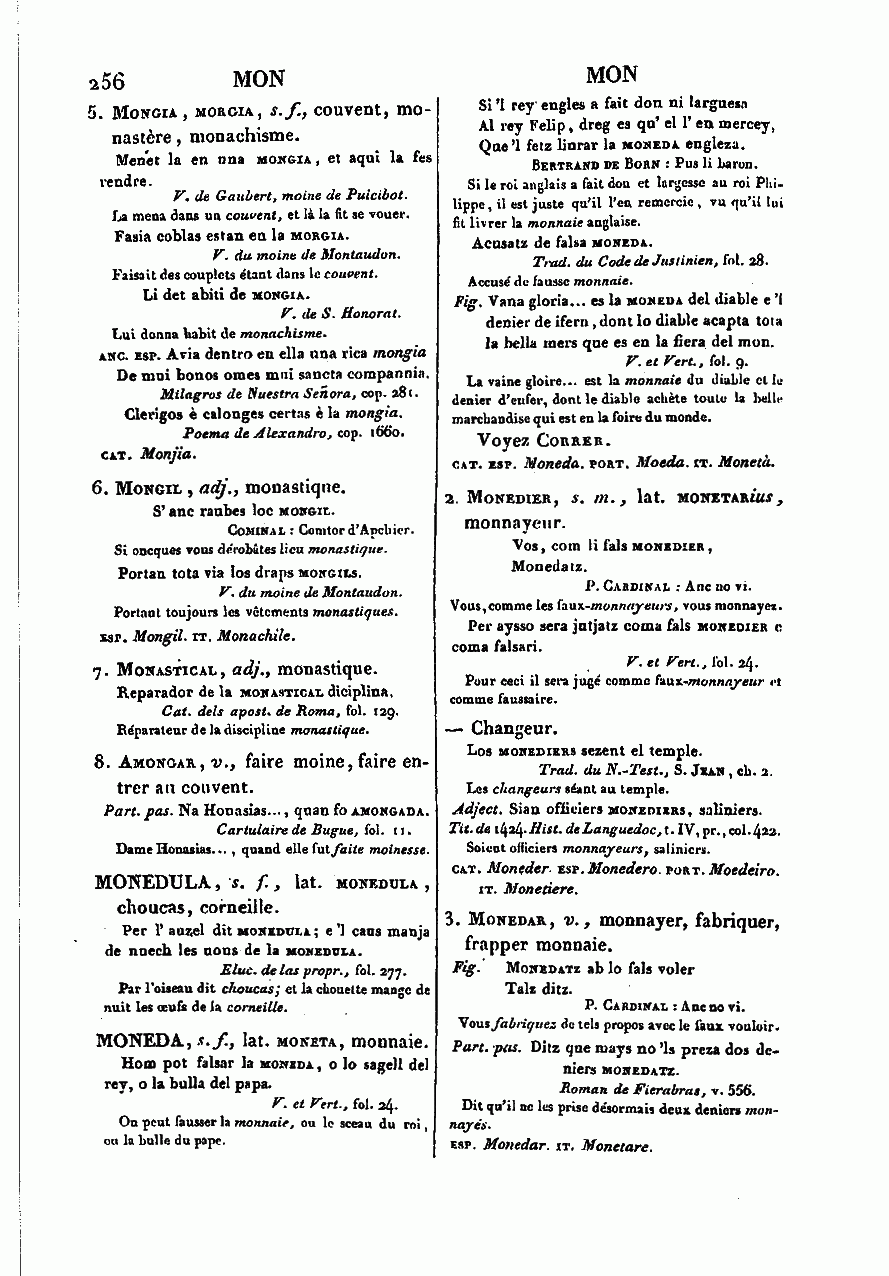 256 MON
5. Mongia, morgia, s. f., couvent, mo-
nastère, monachisme.
Menet la en una mongia, et aqui la fes
rendre.
V. de Gaubert, moine de Puicibot.
La mena dans un couvent, et là la fit se vouer.
Fasia coblas estan en la morgia.
V. du moine de Montaudon.
Faisait des couplets étant dans le couvent.
Li det abiti de mongia.
V. de S. Honorat.
Lui donna habit de monachisme.
anc. esp. Avia dentro en ella una rica mongia
De mui bonos omes mui sancta compannia.
Milagros de Nuestra Señora, cop. 281.
Clerigos è calonges certas è la mongia.
Poema de Alexandro, cop. 1660.
cat. Monjía.
6. Mongil, adj., monastique.
S'anc raubes loc mongil.
Cominal : Comtor d'Apchier.
Si oncques vous dérobâtes lieu monastique.
Portan tota via los draps mongils.
V. du moine de Montaudon.
Portant toujours les vêtements monastiques.
esp. Mongil. it. Monachile.
7. Monastical, adj., monastique.
Reparador de la monastical diciplina.
Cat. dels apost. de Roma, fol. 129.
Réparateur de la discipline monastique.
8. Amongar, v., faire moine, faire en-
trer au couvent.
Part. pas. Na Honasias..., quan fo amongada.
Cartulaire de Bugue, fol. 11.
Dame Honasias..., quand elle fut faite moinesse.
MONEDULA, s. f., lat. monedula,
choucas, corneille.
Per l'auzel dit monedula; e'l caus manja
de nuech les uous de la monedula.
Eluc. de las propr., fol. 277.
Par l'oiseau dit choucas; et la chouette mange de
nuit les œufs de la corneille.
MONEDA, s. f., lat. moneta, monnaie.
Hom pot falsar la moneda, o lo sagell del
rey, o la bulla del papa.
V. et Vert., fol. 24.
On peut fausser la monnaie, ou le sceau du roi,
ou la bulle du pape.
MON
Si'l rey engles a fait don ni larguesa
Al rey Felip, dreg es qu'el l'en mercey,
Que'l fetz liurar la moneda engleza.
Bertrand de Born : Pus li baron.
Si le roi anglais a fait don et largesse au roi Phi-
lippe, il est juste qu'il l'en remercie, vu qu'il lui
fit livrer la monnaie anglaise.
Acusatz de falsa moneda.
Trad. du Code de Justinien, fol. 28.
Accusé de fausse monnaie.
Fig. Vana gloria... es la moneda del diable e'l
denier de ifern, dont lo diable acapta tota
la bella mers que es en la fiera del mon.
V. et Vert., fol. 9.
La vaine gloire... est la monnaie du diable et le
denier d'enfer, dont le diable achète toute la belle
marchandise qui est en la foire du monde.
Voyez Correr.
cat. esp. Moneda. port. Moeda. it. Monetà.
2. Monedier, s. m., lat. monetarius,
monnayeur.
Vos, com li fals monedier,
Monedatz.
P. Cardinal : Anc no vi.
Vous, comme les faux-monnayeurs, vous monnayez.
Per aysso sera jutjatz coma fals monedier e
coma falsari.
V. et Vert., fol. 24.
Pour ceci il sera jugé comme faux-monnayeur et
comme faussaire.
— Changeur.
Los monediers sezent el temple.
Trad. du N.-Test., S. Jean, ch. 2.
Les changeurs séant au temple.
Adject. Sian officiers monediers, saliniers.
Tit. de 1424. Hist. de Languedoc, t. IV, pr., col. 422.
Soient officiers monnayeurs, saliniers.
cat. Moneder. esp. Monedero. port. Moedeiro.
it. Monetiere.
3. Monedar, v., monnayer, fabriquer,
frapper monnaie.
Fig. Monedatz ab lo fals voler
Talz ditz.
P. Cardinal : Anc no vi.
Vous fabriquez de tels propos avec le faux vouloir.
Part. pas. Ditz que mays no'ls preza dos de-
niers monedatz.
Roman de Fierabras, v. 556.
Dit qu'il ne les prise désormais deux deniers mon-
nayés.
esp. Monedar. it. Monetare.